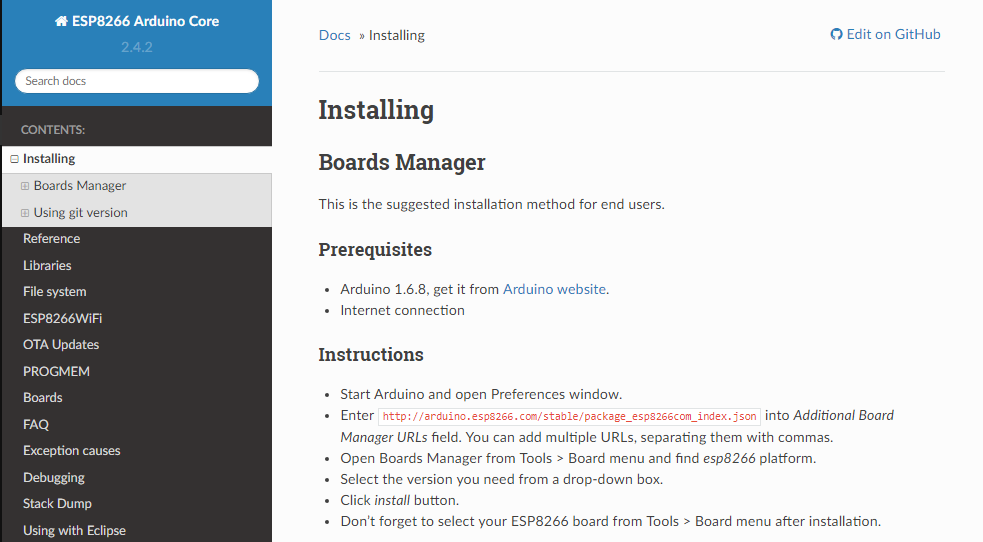 ESP8266 Arduino Core
2.4.2
Search docs
CONTENTS:
Installing
Boards Manager
Using git version
Reference
Libraries
File system
ESP8266WiFi
OTA Updates
PROGMEM
Boards
FAQ
Exception causes
Debugging
Stack Dump
Using with Eclipse
Docs » Installing
Edit on GitHub
Installing
Boards Manager
This is the suggested installation method for end users.
Prerequisites
• Arduino 1.6.8, get it from Arduino website.
• Internet connection
Instructions
• Start Arduino and open Preferences window.
• Enter http://arduino.esp8266.com/stable/package_esp8266com_index.json into Additional Board
Manager URLs field. You can add multiple URLs, separating them with commas.
• Open Boards Manager from Tools > Board menu and find esp8266 platform.
• Select the version you need from a drop-down box.
• Click install button.
• Don't forget to select your ESP8266 board from Tools > Board menu after installation.